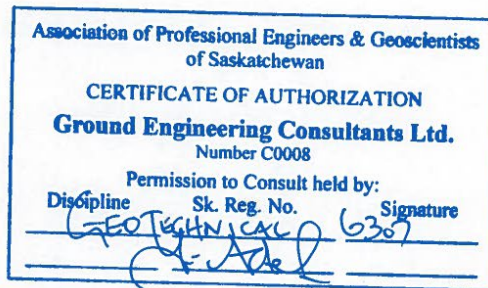 Association of Professional Engineers & Geoscientists
of Saskatchewan
CERTIFICATE OF AUTHORIZATION
Ground Engineering Consultants Ltd.
Number C0008
Permission to Consult held by:
Discipline Sk. Reg. No. Signature
GEOTECHNICAL 6307